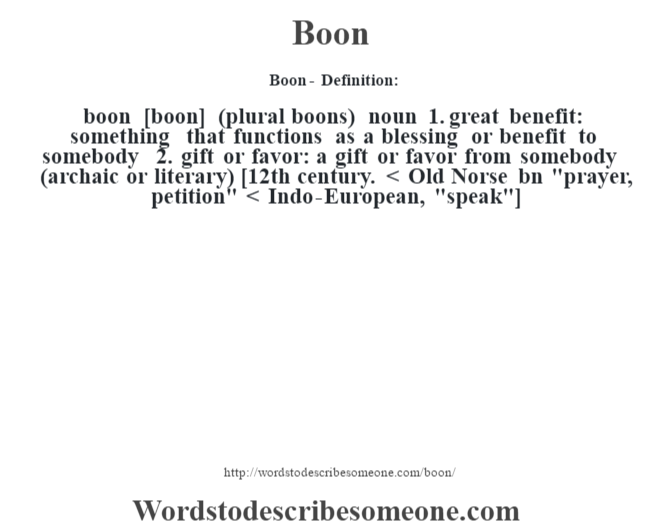 Boon
Boon - Definition:
boon [boon] (plural boons) noun 1. great benefit:
something that functions as a blessing or benefit to
somebody 2. gift or favor: a gift or favor from somebody
(archaic or literary) [12th century. < Old Norse bn "prayer,
petition" < Indo-European, "speak"]
http://wordstodescribesomeone.com/boon/
Wordstodescribesomeone.com